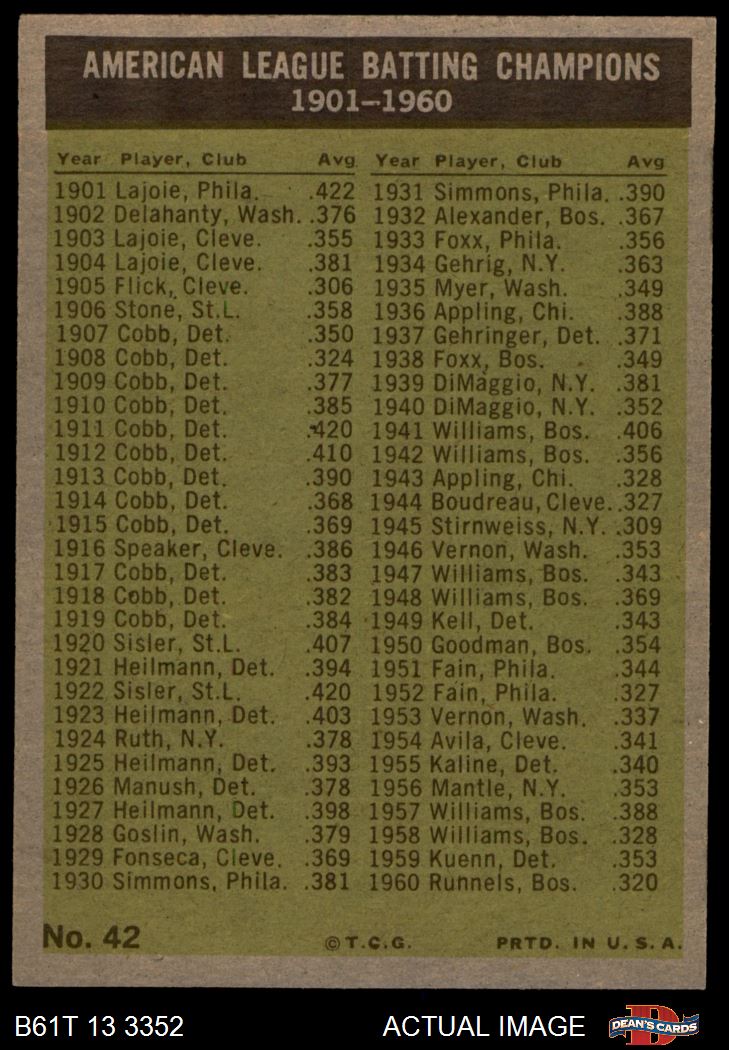 AMERICAN LEAGUE BATTING CHAMPIONS
1901–1960
Year Player, Club Avg
1901 Lajoie, Phila. .422
1902 Delahanty, Wash. .376
1903 Lajoie, Cleve. .355
1904 Lajoie, Cleve. .381
1905 Flick, Cleve. .306
1906 Stone, St.L. .358
1907 Cobb, Det. .350
1908 Cobb, Det. .324
1909 Cobb, Det. .377
1910 Cobb, Det. .385
1911 Cobb, Det. .420
1912 Cobb, Det. .410
1913 Cobb, Det. .390
1914 Cobb, Det. .368
1915 Cobb, Det. .369
1916 Speaker, Cleve. .386
1917 Cobb, Det. .383
1918 Cobb, Det. .382
1919 Cobb, Det. .384
1920 Sisler, St.L. .407
1921 Heilmann, Det. .394
1922 Sisler, St.L. .420
1923 Heilmann, Det. .403
1924 Ruth, N.Y. .378
1925 Heilmann, Det. .393
1926 Manush, Det. .378
1927 Heilmann, Det. .398
1928 Goslin, Wash. .379
1929 Fonseca, Cleve. .369
1930 Simmons, Phila. .381
Year Player, Club Avg
1931 Simmons, Phila. .390
1932 Alexander, Bos. .367
1933 Foxx, Phila. .356
1934 Gehrig, N.Y. .363
1935 Myer, Wash. .349
1936 Appling, Chi. .388
1937 Gehringer, Det. .371
1938 Foxx, Bos. .349
1939 DiMaggio, N.Y. .381
1940 DiMaggio, N.Y. .352
1941 Williams, Bos. .406
1942 Williams, Bos. .356
1943 Appling, Chi. .328
1944 Boudreau, Cleve. .327
1945 Stirnweiss, N.Y. .309
1946 Vernon, Wash. .353
1947 Williams, Bos. .343
1948 Williams, Bos. .369
1949 Kell, Det. .343
1950 Goodman, Bos. .354
1951 Fain, Phila. .344
1952 Fain, Phila. .327
1953 Vernon, Wash. .337
1954 Avila, Cleve. .341
1955 Kaline, Det. .340
1956 Mantle, N.Y. .353
1957 Williams, Bos. .388
1958 Williams, Bos. .328
1959 Kuenn, Det. .353
1960 Runnels, Bos. .320
No. 42 © T.C.G. PRTD. IN U.S.A.
B61T 13 3352 ACTUAL IMAGE D DEAN'S CARDS